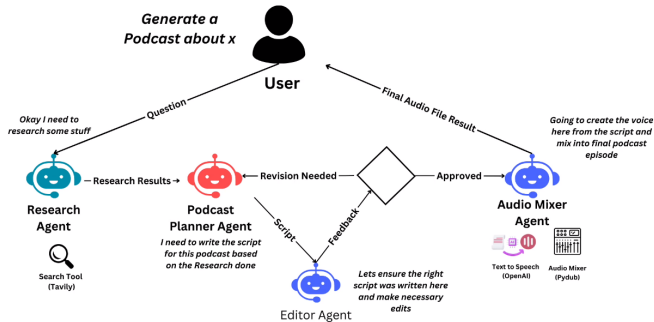 Generate a
Podcast about x
User
Question
Final Audio File Result
Okay I need to
research some stuff
Going to create the voice
here from the script and
mix into final podcast
episode
Research Results
Revision Needed
Approved
Research
Agent
Podcast
Planner Agent
I need to write the script
for this podcast based
on the Research done
Script
Feedback
Audio Mixer
Agent
Search Tool
(Tavily)
Text to Speech
(OpenAI)
Audio Mixer
(Pydub)
Lets ensure the right
script was written here
and make necessary
edits
Editor Agent